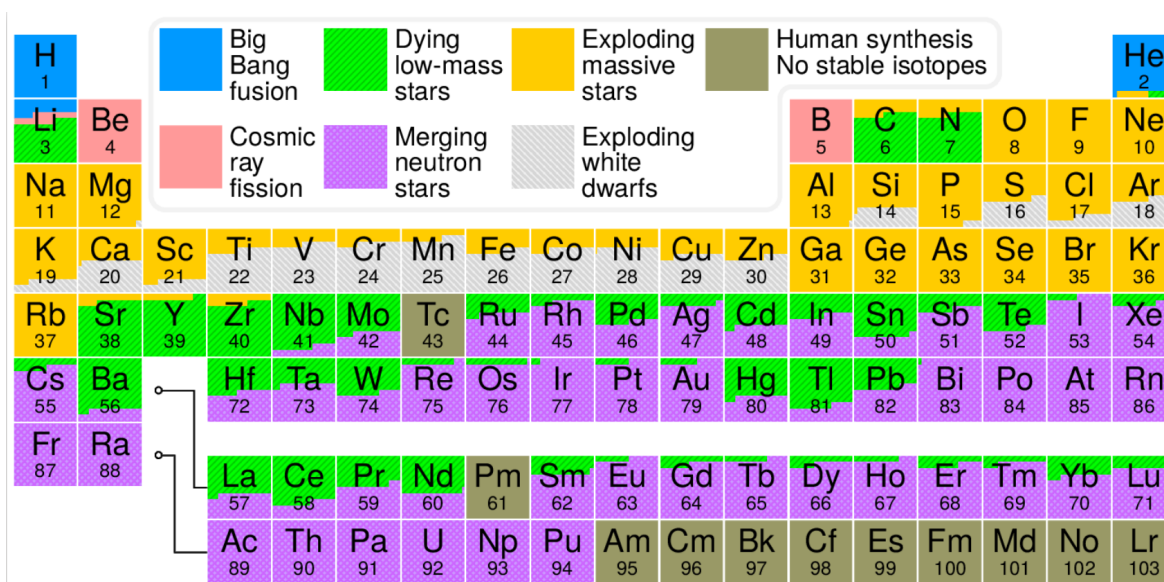 H
1
Big
Bang
fusion
Dying
low-mass
stars
Exploding
massive
stars
Human synthesis
No stable isotopes
He
2
Li
3
Be
4
Cosmic
ray
fission
Merging
neutron
stars
Exploding
white
dwarfs
B
5
C
6
N
7
O
8
F
9
Ne
10
Na
11
Mg
12
Al
13
Si
14
P
15
S
16
Cl
17
Ar
18
K
19
Ca
20
Sc
21
Ti
22
V
23
Cr
24
Mn
25
Fe
26
Co
27
Ni
28
Cu
29
Zn
30
Ga
31
Ge
32
As
33
Se
34
Br
35
Kr
36
Rb
37
Sr
38
Y
39
Zr
40
Nb
41
Mo
42
Tc
43
Ru
44
Rh
45
Pd
46
Ag
47
Cd
48
In
49
Sn
50
Sb
51
Te
52
I
53
Xe
54
Cs
55
Ba
56
Hf
72
Ta
73
W
74
Re
75
Os
76
Ir
77
Pt
78
Au
79
Hg
80
Tl
81
Pb
82
Bi
83
Po
84
At
85
Rn
86
Fr
87
Ra
88
La
57
Ce
58
Pr
59
Nd
60
Pm
61
Sm
62
Eu
63
Gd
64
Tb
65
Dy
66
Ho
67
Er
68
Tm
69
Yb
70
Lu
71
Ac
89
Th
90
Pa
91
U
92
Np
93
Pu
94
Am
95
Cm
96
Bk
97
Cf
98
Es
99
Fm
100
Md
101
No
102
Lr
103